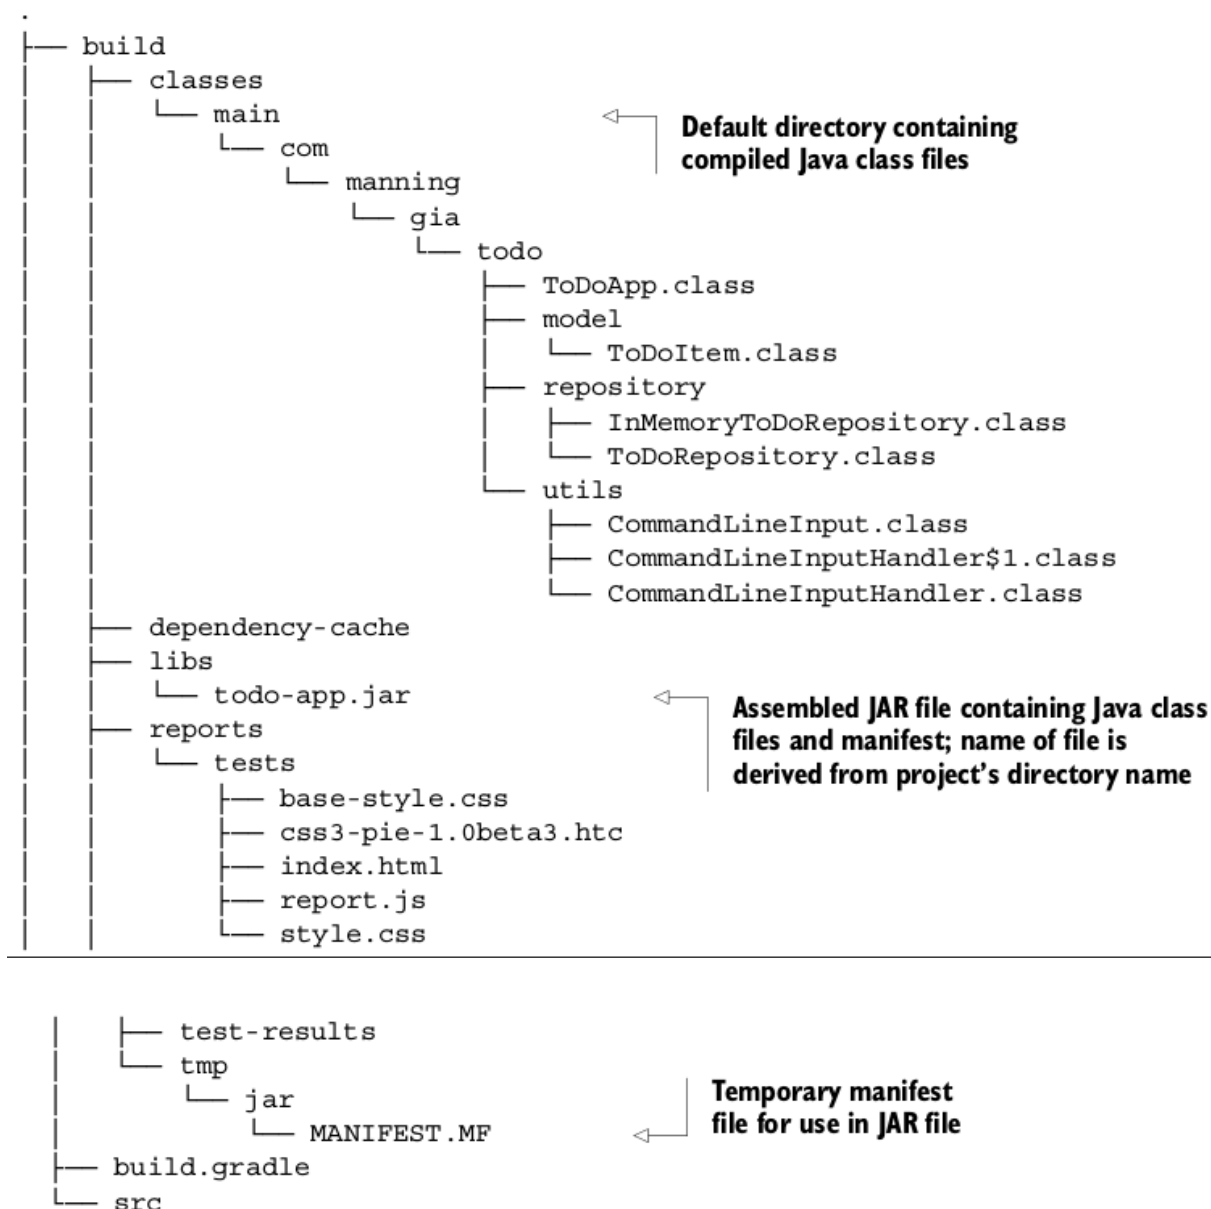 .
├── build
│   ├── classes
│   │   └── main
│   │       └── com
│   │           └── manning
│   │               └── gia
│   │                   └── todo
│   │                       ├── ToDoApp.class
│   │                       ├── model
│   │                       │   └── ToDoItem.class
│   │                       ├── repository
│   │                       │   ├── InMemoryToDoRepository.class
│   │                       │   └── ToDoRepository.class
│   │                       └── utils
│   │                           ├── CommandLineInput.class
│   │                           ├── CommandLineInputHandler$1.class
│   │                           └── CommandLineInputHandler.class
│   ├── dependency-cache
│   ├── libs
│   │   └── todo-app.jar
│   ├── reports
│   │   └── tests
│   │       ├── base-style.css
│   │       ├── css3-pie-1.0beta3.htc
│   │       ├── index.html
│   │       ├── report.js
│   │       └── style.css
│   ├── test-results
│   └── tmp
│       └── jar
│           └── MANIFEST.MF
├── build.gradle
└── src
Default directory containing
compiled Java class files
Assembled JAR file containing Java class
files and manifest; name of file is
derived from project's directory name
Temporary manifest
file for use in JAR file